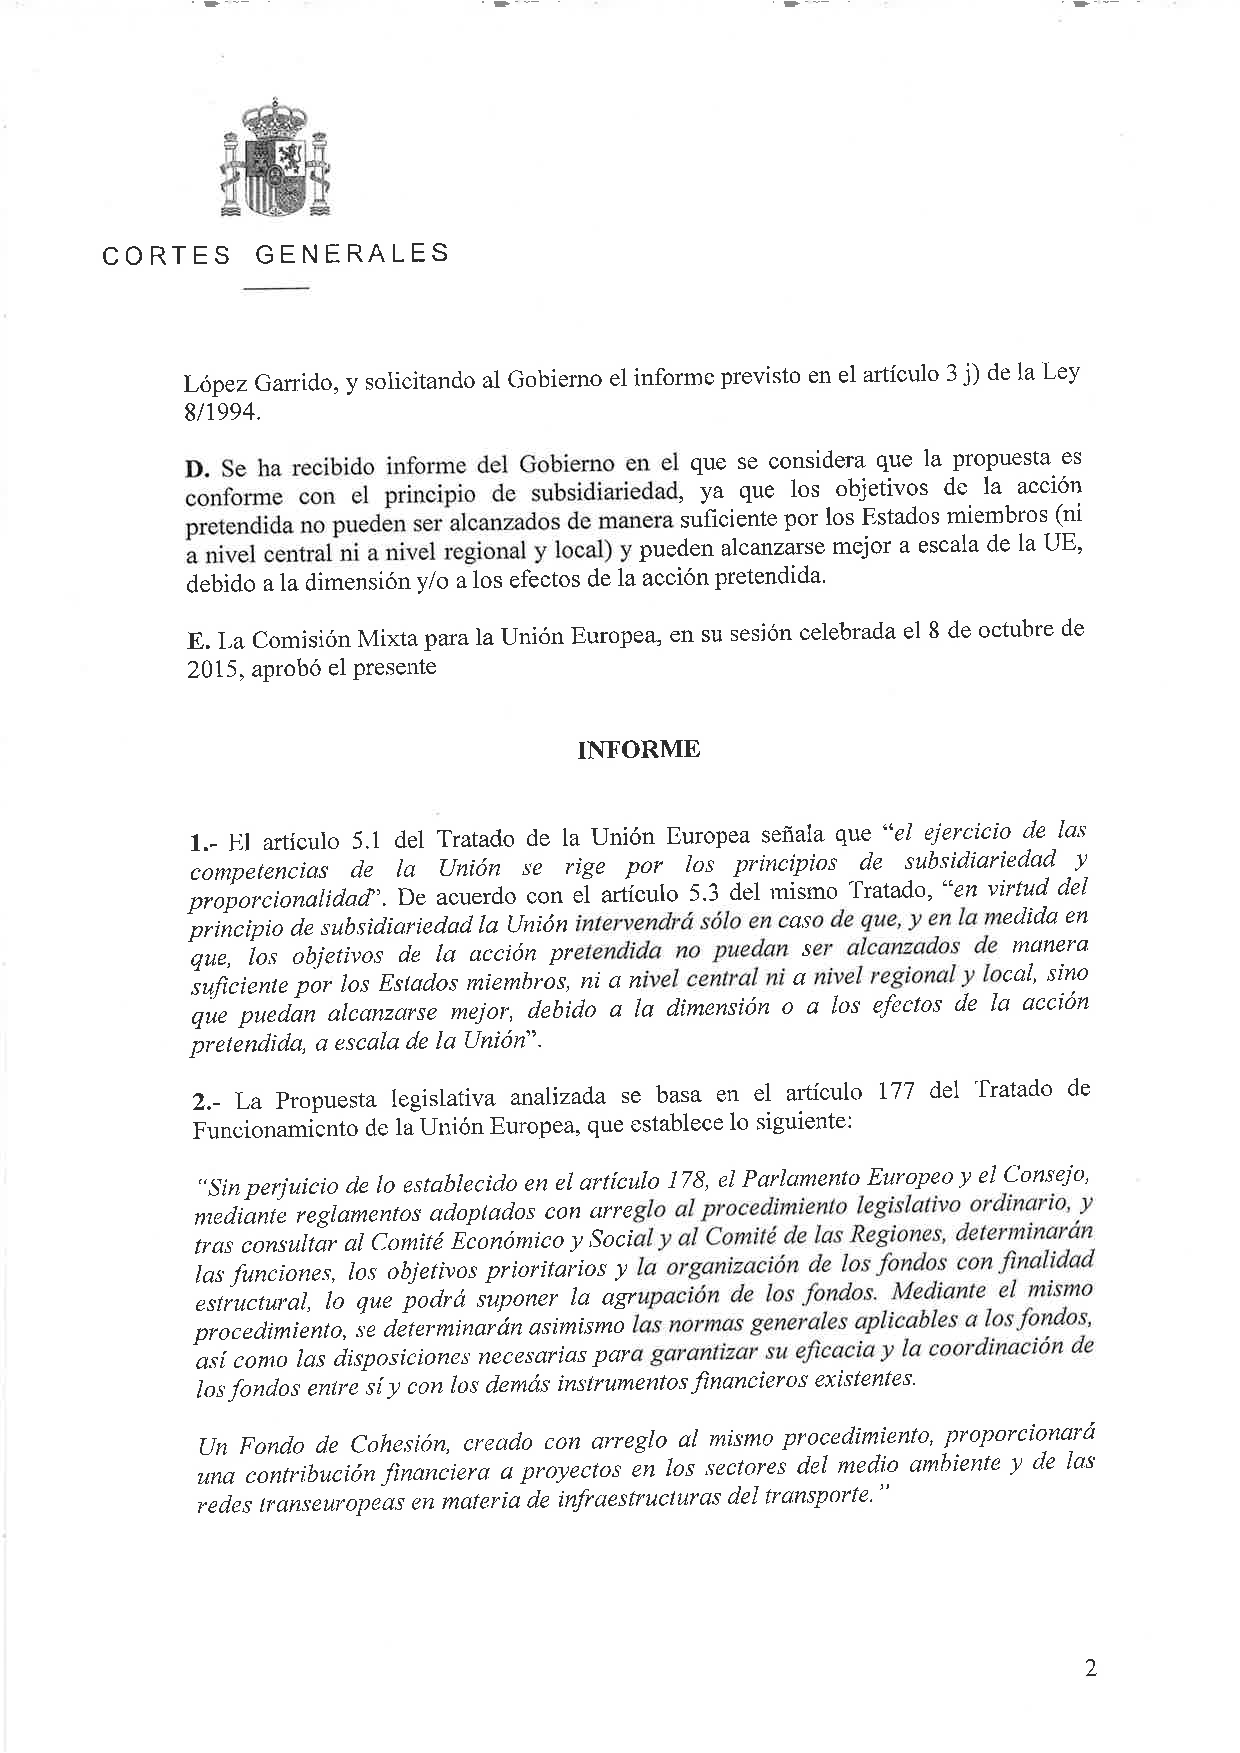 CORTES GENERALES
López Garrido, y solicitando al Gobierno el informe previsto en el artículo 3 j) de la Ley
8/1994.
D. Se ha recibido informe del Gobierno en el que se considera que la propuesta es
conforme con el principio de subsidiariedad, ya que los objetivos de la acción
pretendida no pueden ser alcanzados de manera suficiente por los Estados miembros (ni
a nivel central ni a nivel regional y local) y pueden alcanzarse mejor a escala de la UE,
debido a la dimensión y/o a los efectos de la acción pretendida.
E. La Comisión Mixta para la Unión Europea, en su sesión celebrada el 8 de octubre de
2015, aprobó el presente
INFORME
1.- El artículo 5.1 del Tratado de la Unión Europea señala que “el ejercicio de las
competencias de la Unión se rige por los principios de subsidiariedad y
proporcionalidad”. De acuerdo con el artículo 5.3 del mismo Tratado, “en virtud del
principio de subsidiariedad la Unión intervendrá sólo en caso de que, y en la medida en
que, los objetivos de la acción pretendida no puedan ser alcanzados de manera
suficiente por los Estados miembros, ni a nivel central ni a nivel regional y local, sino
que puedan alcanzarse mejor, debido a la dimensión o a los efectos de la acción
pretendida, a escala de la Unión”.
2.- La Propuesta legislativa analizada se basa en el artículo 177 del Tratado de
Funcionamiento de la Unión Europea, que establece lo siguiente:
“Sin perjuicio de lo establecido en el artículo 178, el Parlamento Europeo y el Consejo,
mediante reglamentos adoptados con arreglo al procedimiento legislativo ordinario, y
tras consultar al Comité Económico y Social y al Comité de las Regiones, determinarán
las funciones, los objetivos prioritarios y la organización de los fondos con finalidad
estructural, lo que podrá suponer la agrupación de los fondos. Mediante el mismo
procedimiento, se determinarán asimismo las normas generales aplicables a los fondos,
así como las disposiciones necesarias para garantizar su eficacia y la coordinación de
los fondos entre sí y con los demás instrumentos financieros existentes.
Un Fondo de Cohesión, creado con arreglo al mismo procedimiento, proporcionará
una contribución financiera a proyectos en los sectores del medio ambiente y de las
redes transeuropeas en materia de infraestructuras del transporte.”
2